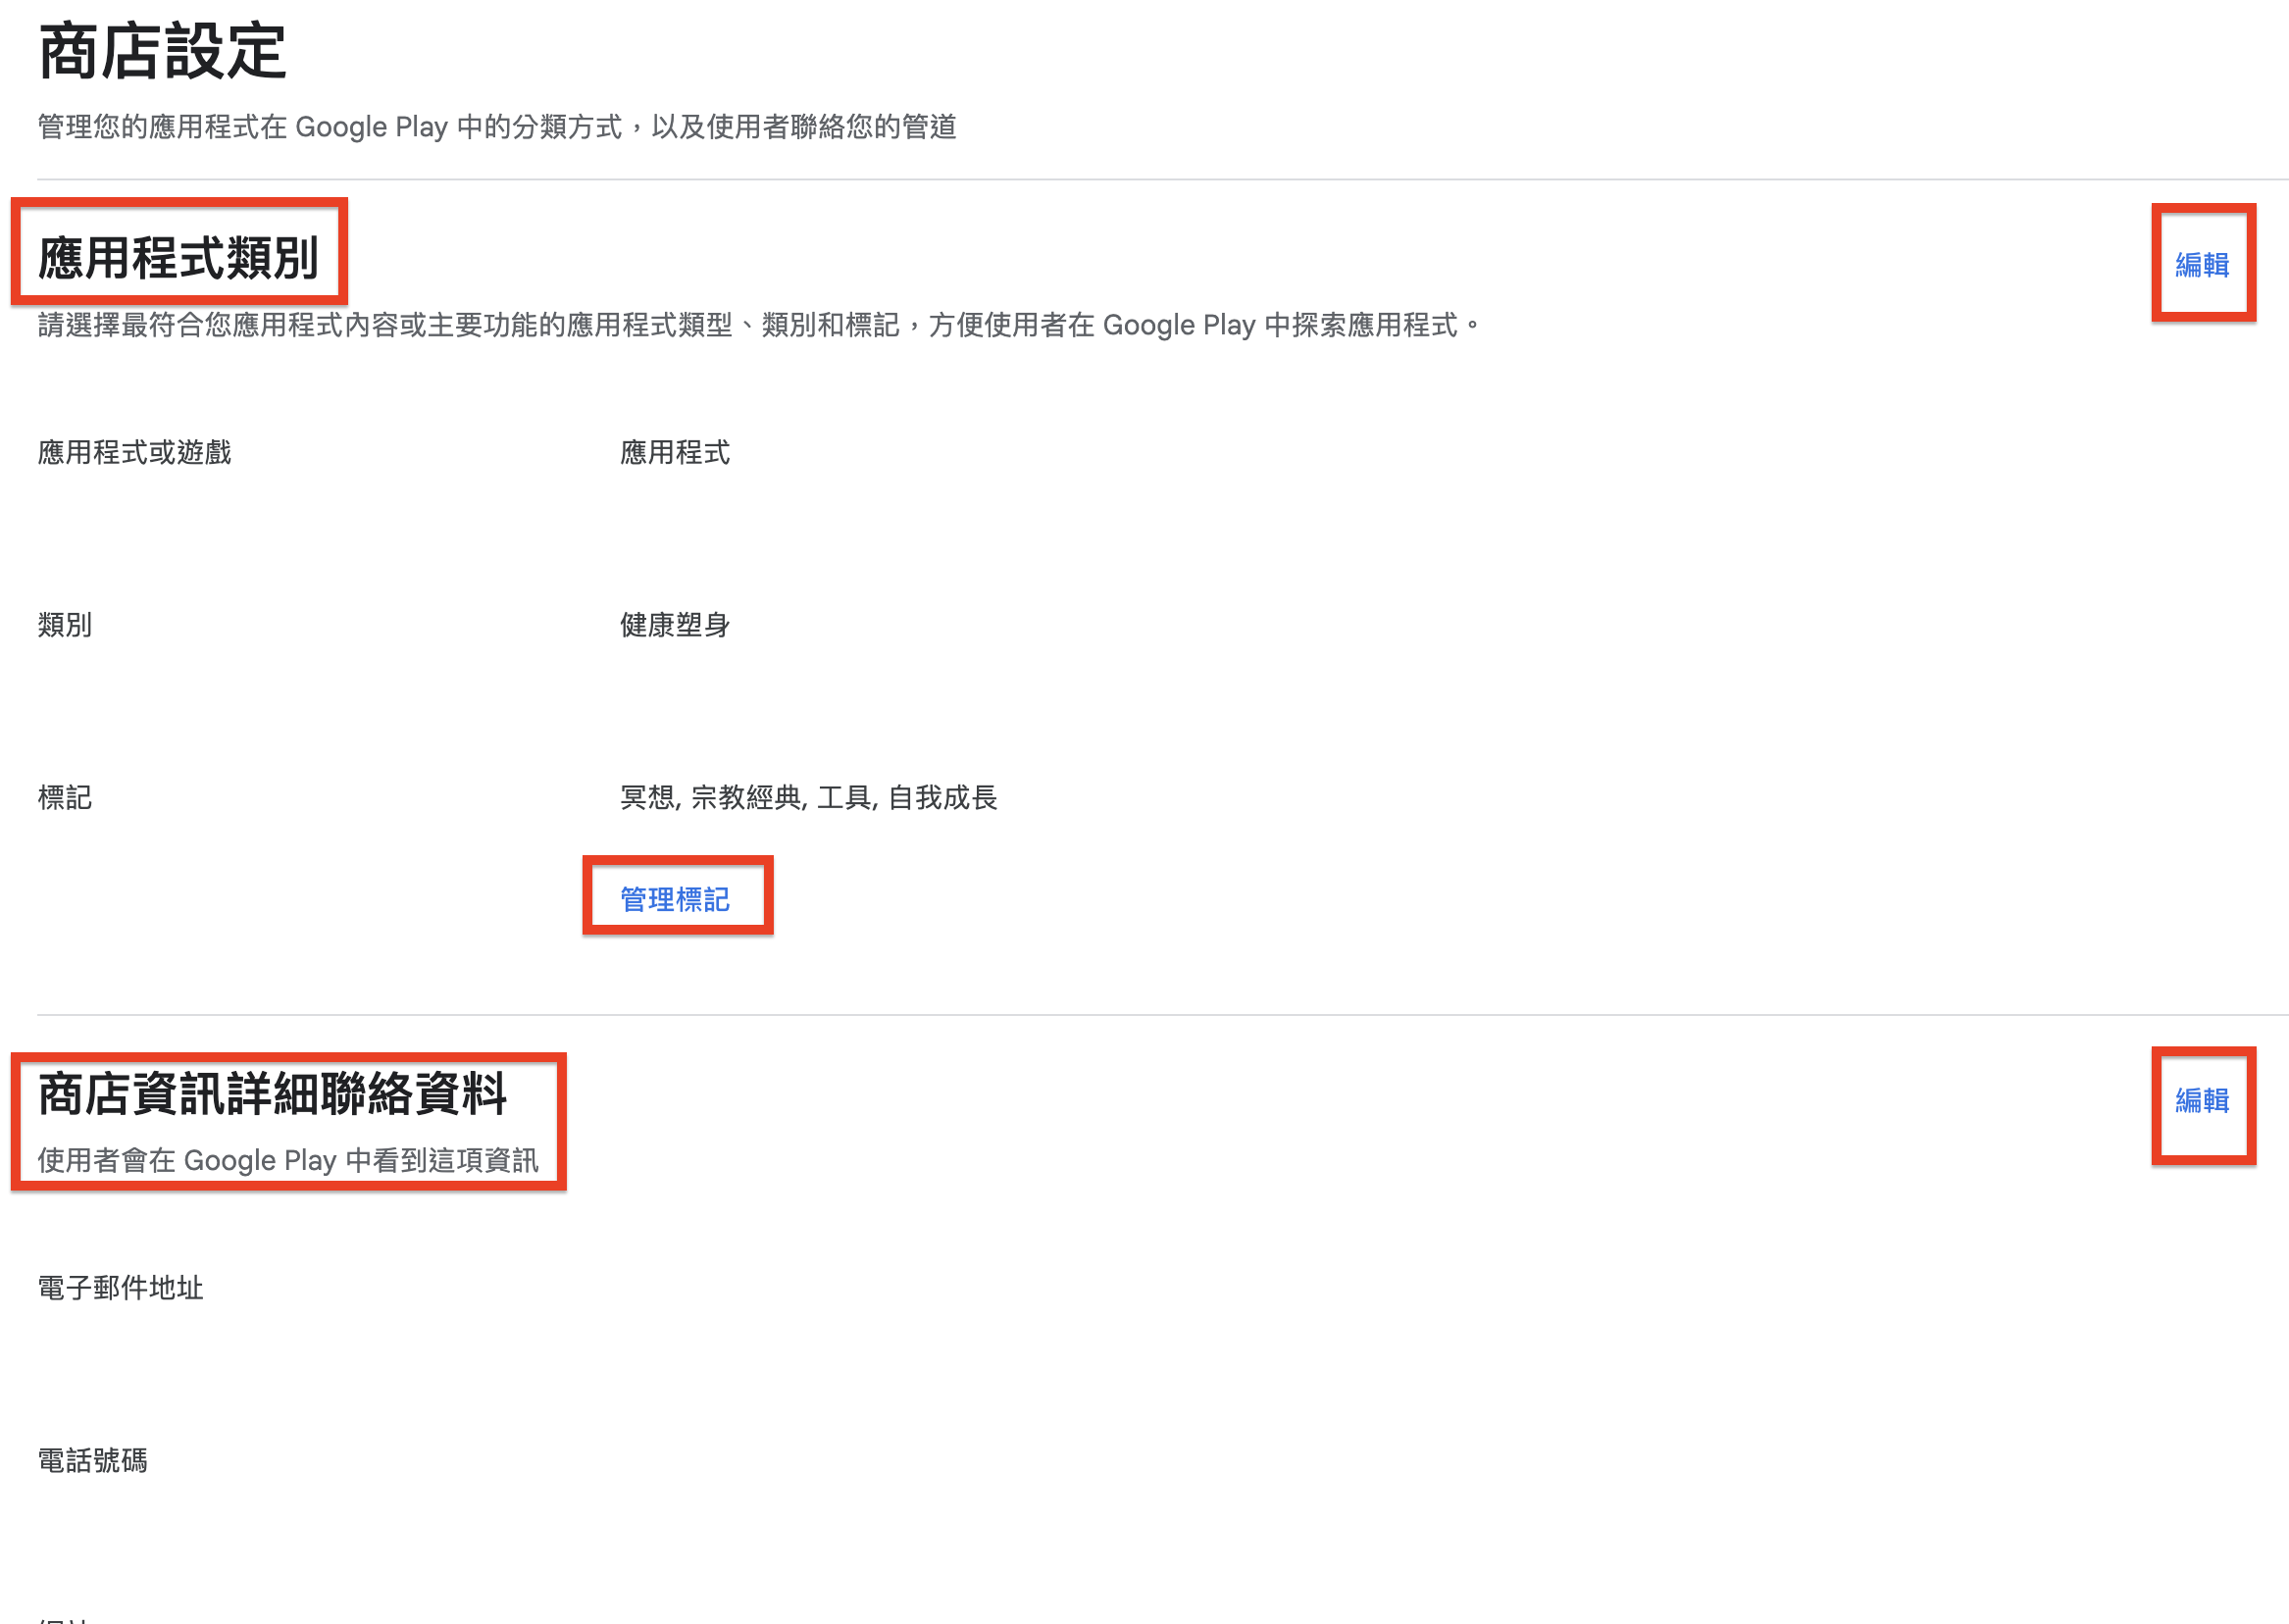 商店設定
管理您的應用程式在 Google Play 中的分類方式，以及使用者聯絡您的管道
應用程式類別
編輯
請選擇最符合您應用程式內容或主要功能的應用程式類型、類別和標記，方便使用者在 Google Play 中探索應用程式。
應用程式或遊戲 應用程式
類別 健康塑身
標記 冥想, 宗教經典, 工具, 自我成長
管理標記
商店資訊詳細聯絡資料
編輯
使用者會在 Google Play 中看到這項資訊
電子郵件地址
電話號碼